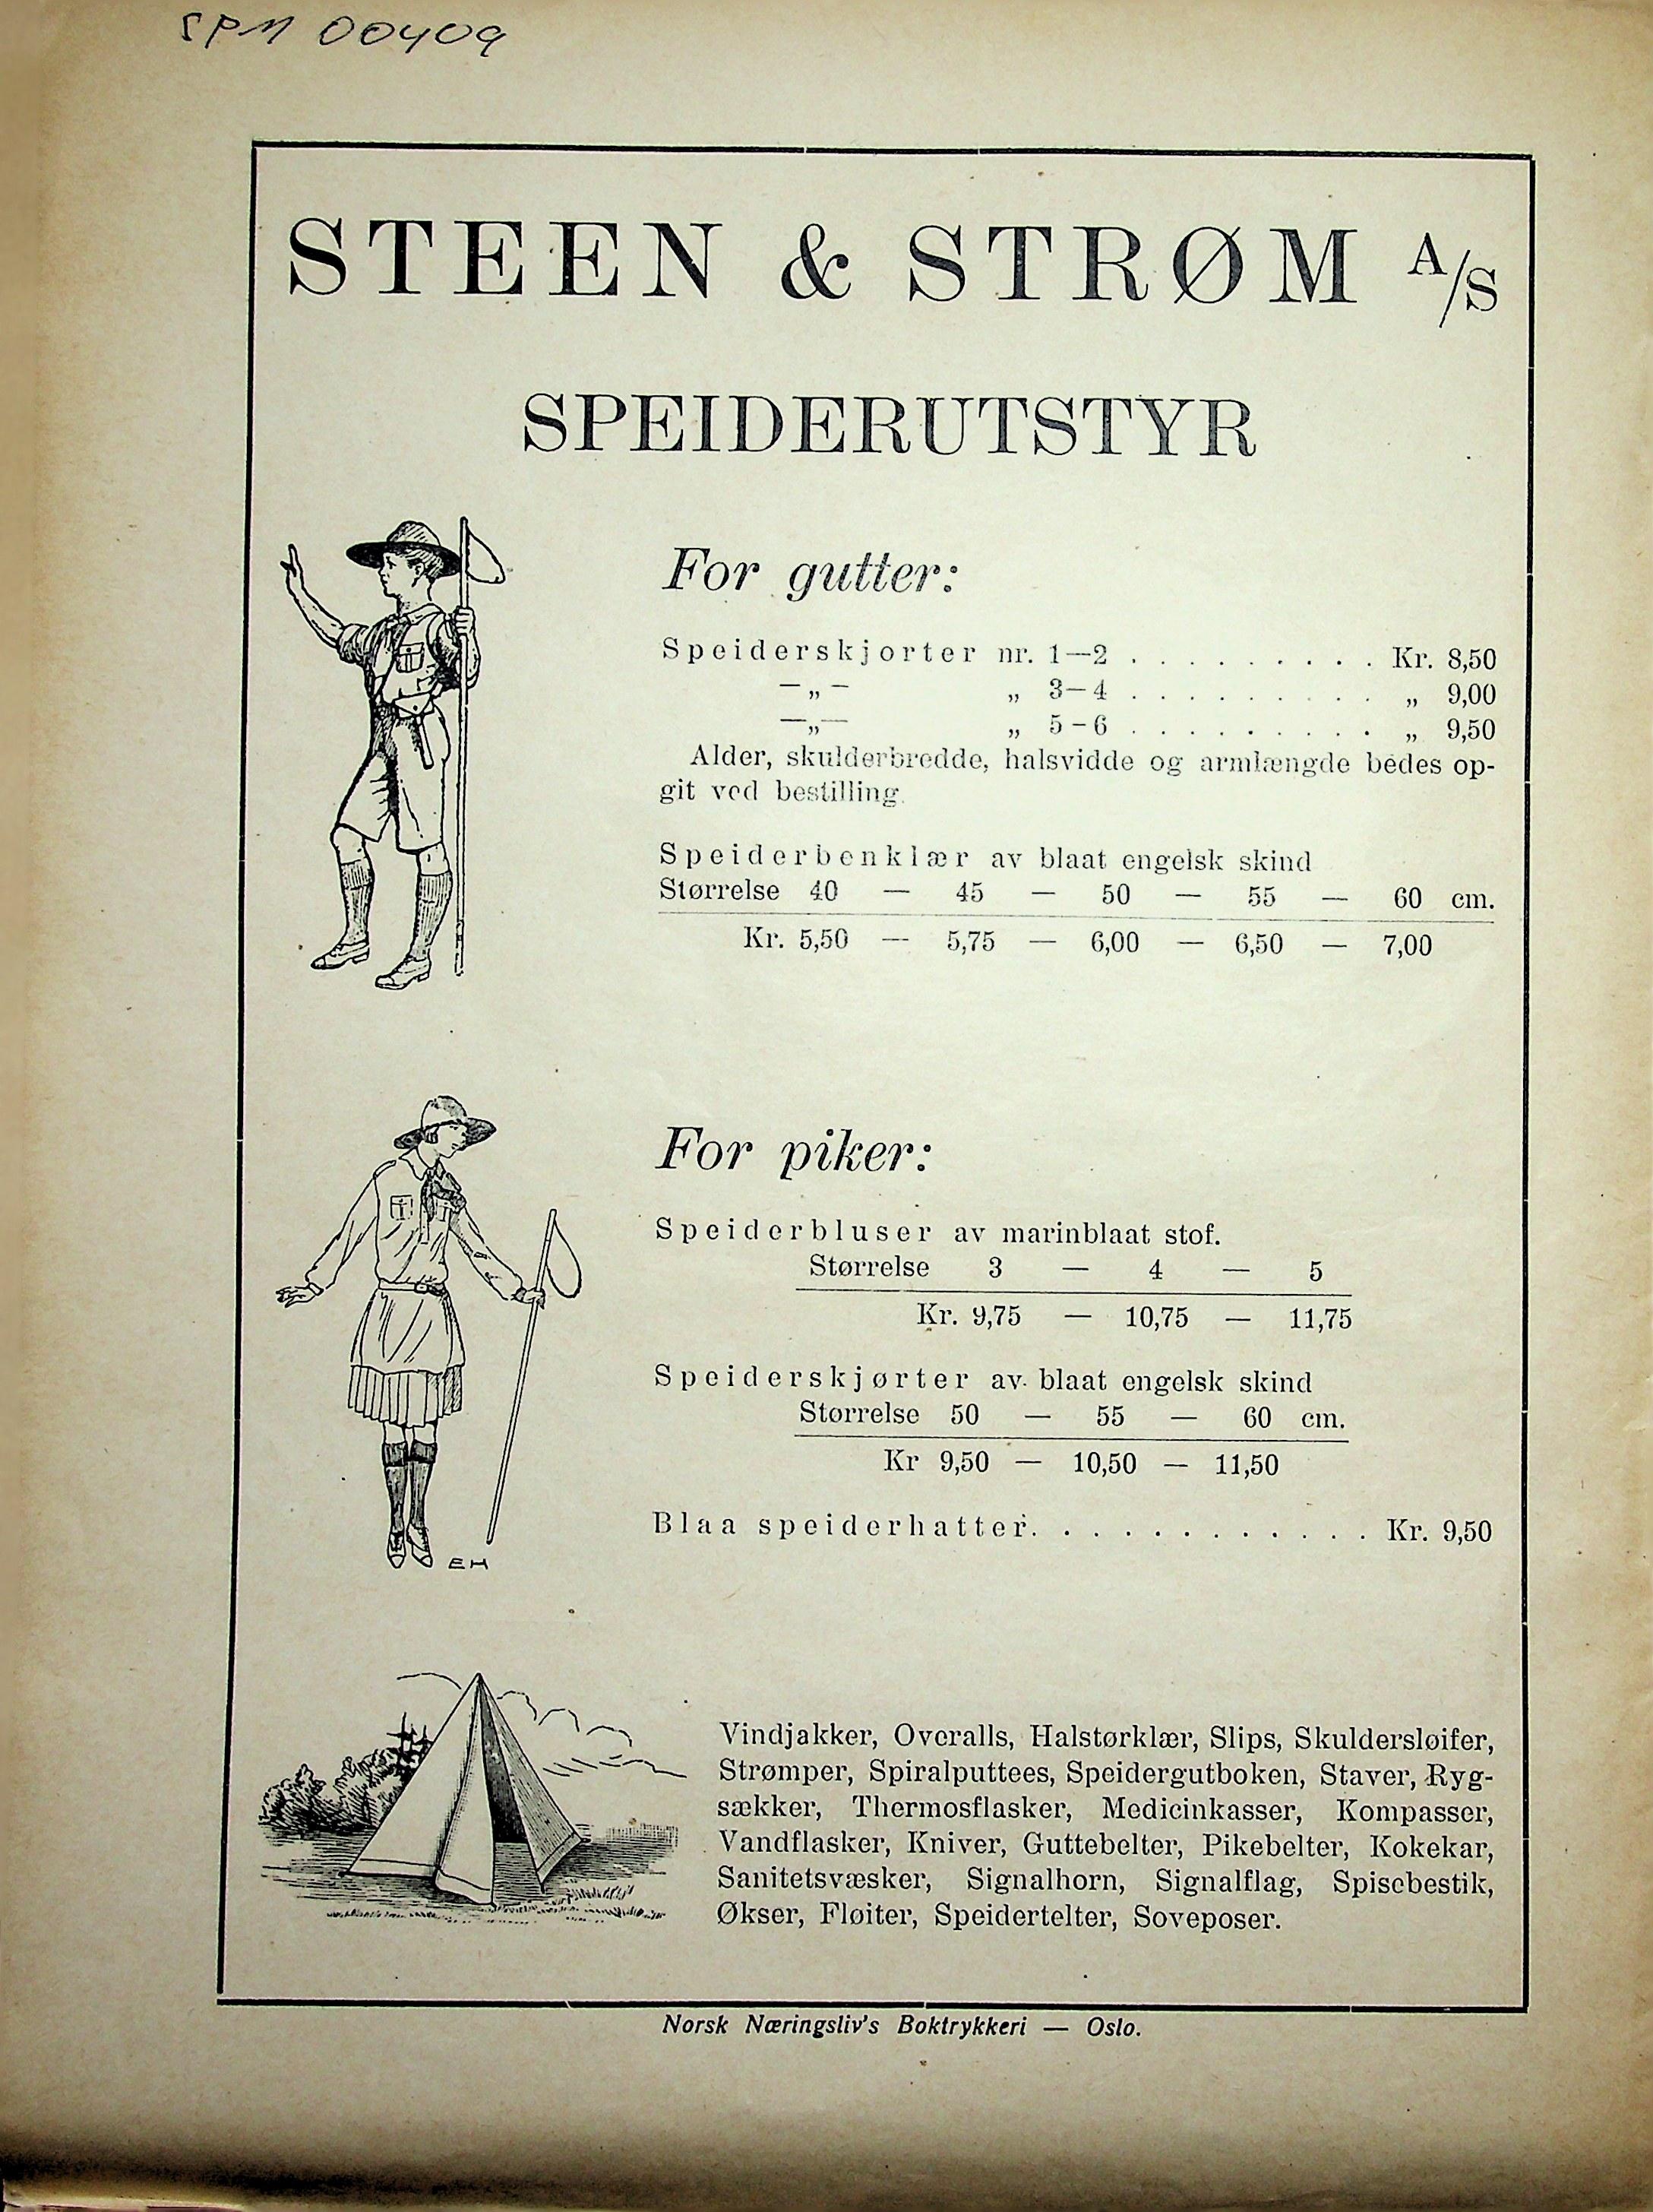 SPM 00409
STEEN & STRØM A/S
SPEIDERUTSTYR
For gutter:
Speiderskjorter nr. 1—2 . . . . . . . . . . Kr. 8,50
—„— „ 3—4 . . . . . . . . . . „ 9,00
—„— „ 5-6 . . . . . . . . . . „ 9,50
Alder, skulderbredde, halsvidde og armlængde bedes op-
git ved bestilling.
Speiderbenklær av blaat engelsk skind
Størrelse 40 — 45 — 50 — 55 — 60 cm.
Kr. 5,50 — 5,75 — 6,00 — 6,50 — 7,00
For piker:
Speiderbluser av marinblaat stof.
Størrelse 3 — 4 — 5
Kr. 9,75 — 10,75 — 11,75
Speiderskjørter av blaat engelsk skind
Størrelse 50 — 55 — 60 cm.
Kr 9,50 — 10,50 — 11,50
Blaa speiderhatter. . . . . . . . . . . . Kr. 9,50
EH
Vindjakker, Overalls, Halstørklær, Slips, Skuldersløifer,
Strømper, Spiralputtees, Speidergutboken, Staver, Ryg-
sækker, Thermosflasker, Medicinkasser, Kompasser,
Vandflasker, Kniver, Guttebelter, Pikebelter, Kokekar,
Sanitetsvæsker, Signalhorn, Signalflag, Spisebestik,
Økser, Fløiter, Speidertelter, Soveposer.
Norsk Næringsliv's Boktrykkeri — Oslo.